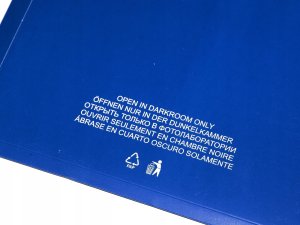 OPEN IN DARKROOM ONLY
ÖFFNEN NUR IN DER DUNKELKAMMER
ОТКРЫТЬ ТОЛЬКО В ФОТОЛАБОРАТОРИИ
OUVRIR SEULEMENT EN CHAMBRE NOIRE
ÁBRASE EN CUARTO OSCURO SOLAMENTE